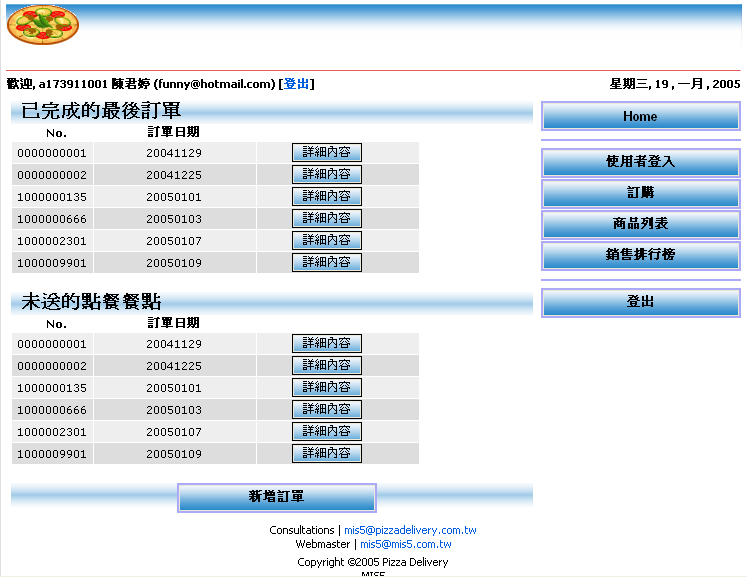 歡迎, a173911001 陳君婷 (funny@hotmail.com) [登出]
星期三, 19 , 一月 , 2005
已完成的最後訂單
No. 訂單日期
0000000001 20041129 詳細內容
0000000002 20041225 詳細內容
1000000135 20050101 詳細內容
1000000666 20050103 詳細內容
1000002301 20050107 詳細內容
1000009901 20050109 詳細內容
未送的點餐餐點
No. 訂單日期
0000000001 20041129 詳細內容
0000000002 20041225 詳細內容
1000000135 20050101 詳細內容
1000000666 20050103 詳細內容
1000002301 20050107 詳細內容
1000009901 20050109 詳細內容
新增訂單
Home
使用者登入
訂購
商品列表
銷售排行榜
登出
Consultations | mis5@pizzadelivery.com.tw
Webmaster | mis5@mis5.com.tw
Copyright ©2005 Pizza Delivery
MIS5